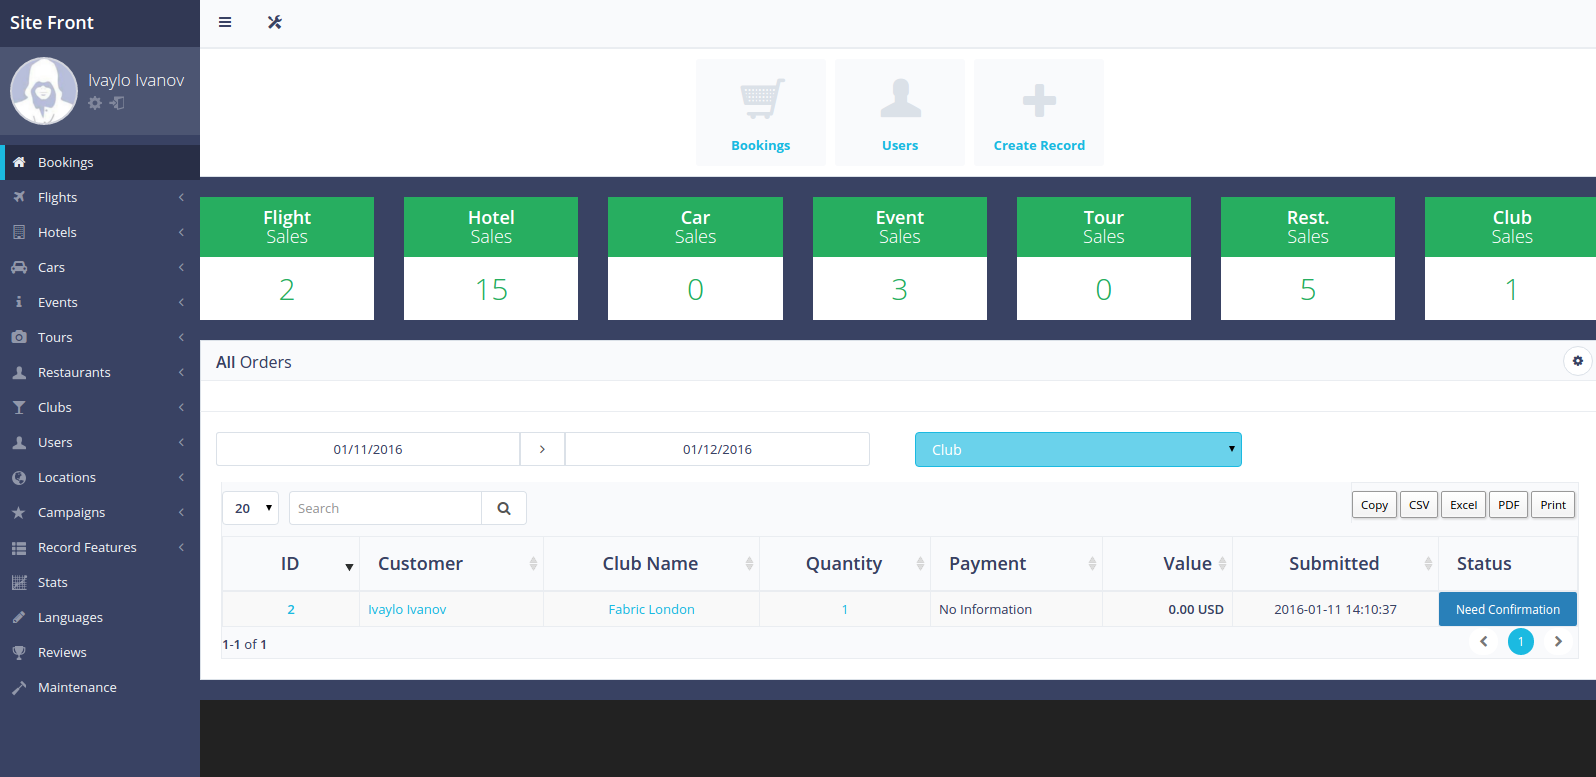 Site Front
Ivaylo Ivanov
Bookings
Flights
Hotels
Cars
Events
Tours
Restaurants
Clubs
Users
Locations
Campaigns
Record Features
Stats
Languages
Reviews
Maintenance
Bookings Users Create Record
Flight Hotel Car Event Tour Rest. Club
Sales Sales Sales Sales Sales Sales Sales
2 15 0 3 0 5 1
All Orders
01/11/2016 01/12/2016 Club
20 Search Copy CSV Excel PDF Print
ID Customer Club Name Quantity Payment Value Submitted Status
2 Ivaylo Ivanov Fabric London 1 No Information 0.00 USD 2016-01-11 14:10:37 Need Confirmation
1-1 of 1 1